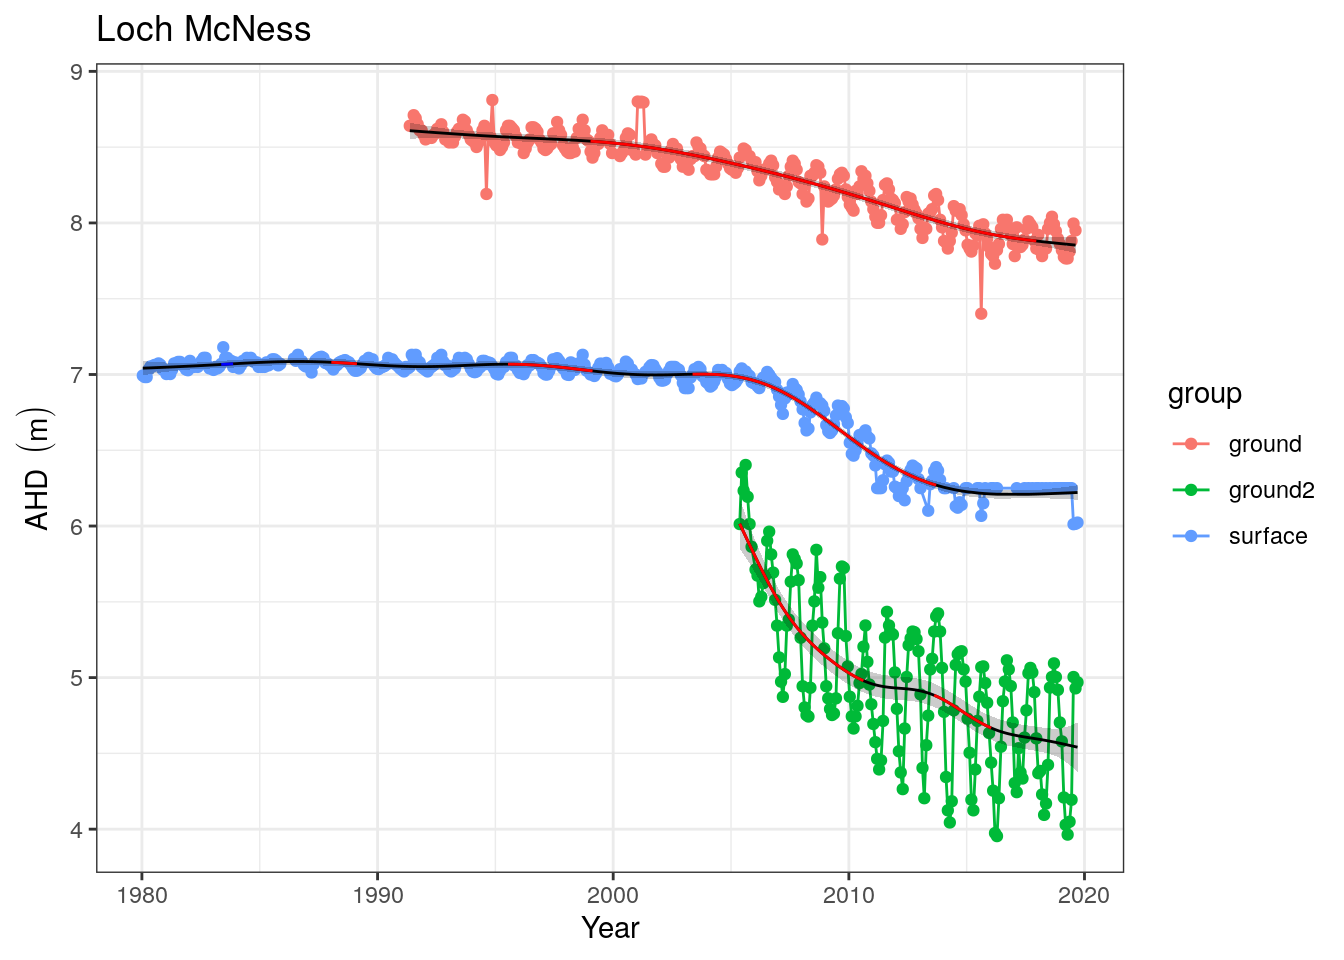 Loch McNess
9
8
7
6
5
4
AHD (m)
1980 1990 2000 2010 2020
Year
group
ground
ground2
surface